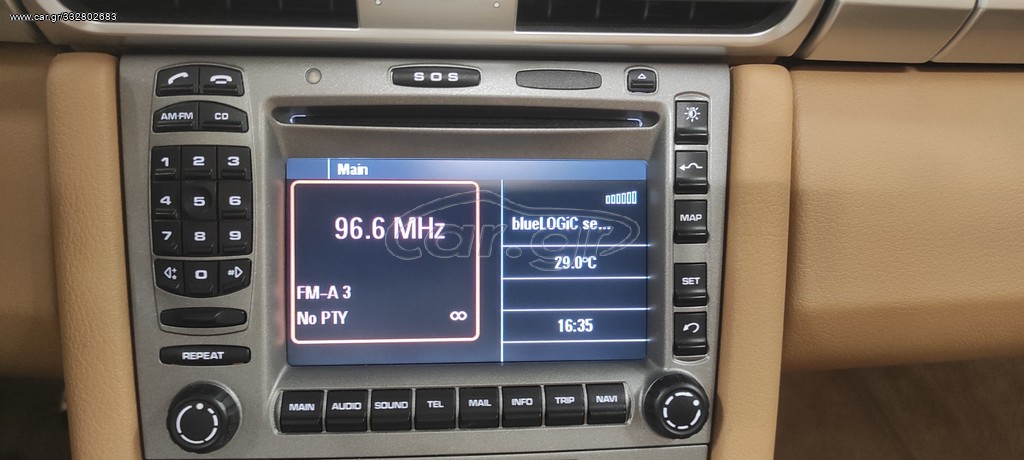 www.car.gr/332802683
SOS
AM·FM CD
1 2 3
4 5 6
7 8 9
0
REPEAT
MAP
SET
Main
96.6 MHz
FM-A 3
No PTY
∞
blueLOGiC se...
29.0°C
16:35
car.gr
MAIN AUDIO SOUND TEL MAIL INFO TRIP NAVI